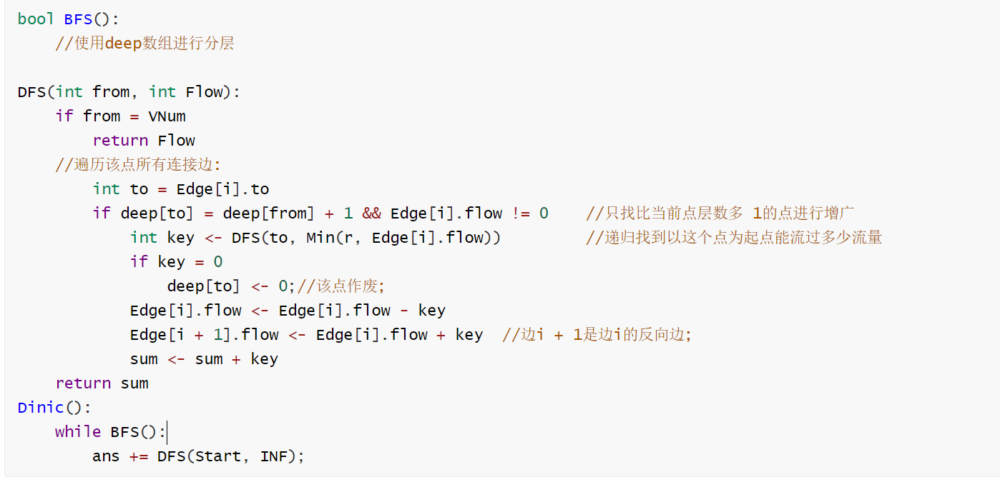 bool BFS():
//使用deep数组进行分层
DFS(int from, int Flow):
if from = VNum
return Flow
//遍历该点所有连接边:
int to = Edge[i].to
if deep[to] = deep[from] + 1 && Edge[i].flow != 0 //只找比当前点层数多 1的点进行增广
int key <- DFS(to, Min(r, Edge[i].flow)) //递归找到以这个点为起点能流过多少流量
if key = 0
deep[to] <- 0;//该点作废;
Edge[i].flow <- Edge[i].flow - key
Edge[i + 1].flow <- Edge[i].flow + key //边i + 1是边i的反向边;
sum <- sum + key
return sum
Dinic():
while BFS():
ans += DFS(Start, INF);